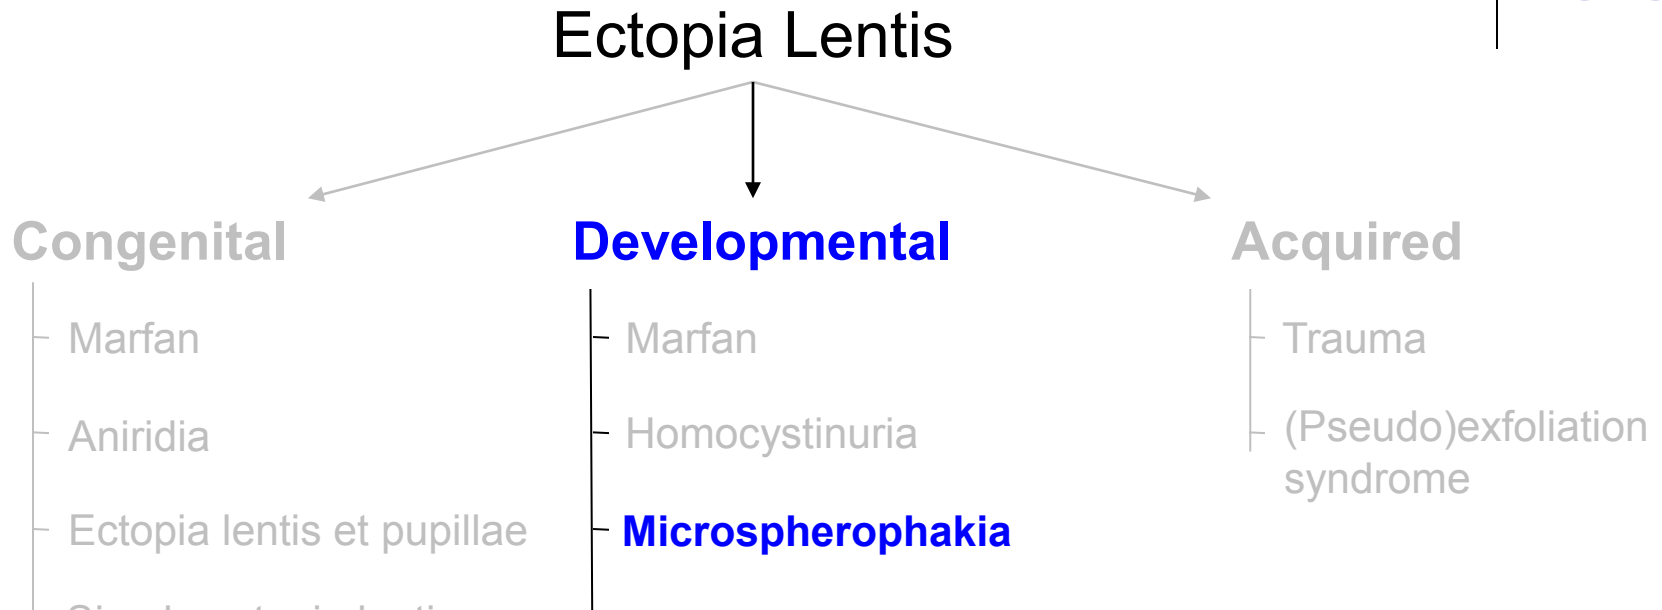 Ectopia Lentis
Congenital
Marfan
Aniridia
Ectopia lentis et pupillae
Developmental
Marfan
Homocystinuria
Microspherophakia
Acquired
Trauma
(Pseudo)exfoliation
syndrome